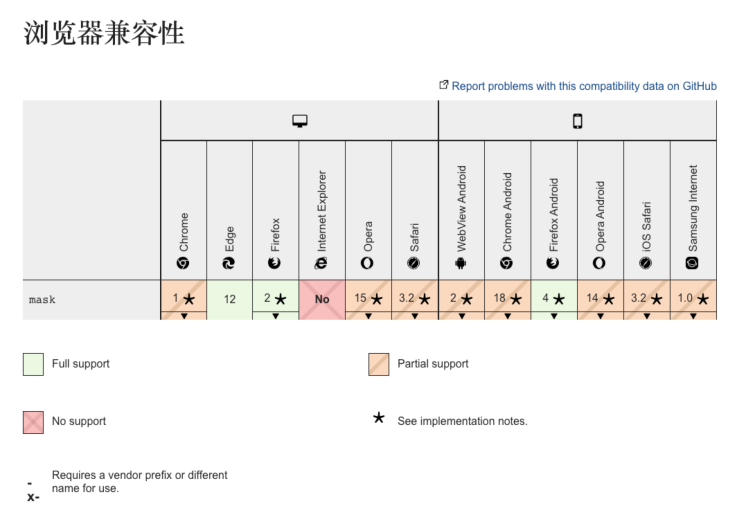 浏览器兼容性
Report problems with this compatibility data on GitHub
Chrome
Edge
Firefox
Internet Explorer
Opera
Safari
WebView Android
Chrome Android
Firefox Android
Opera Android
iOS Safari
Samsung Internet
mask 1 ★ 12 2 ★ No 15 ★ 3.2 ★ 2 ★ 18 ★ 4 ★ 14 ★ 3.2 ★ 1.0 ★
Full support
Partial support
No support
★ See implementation notes.
Requires a vendor prefix or different
name for use.
-
x-